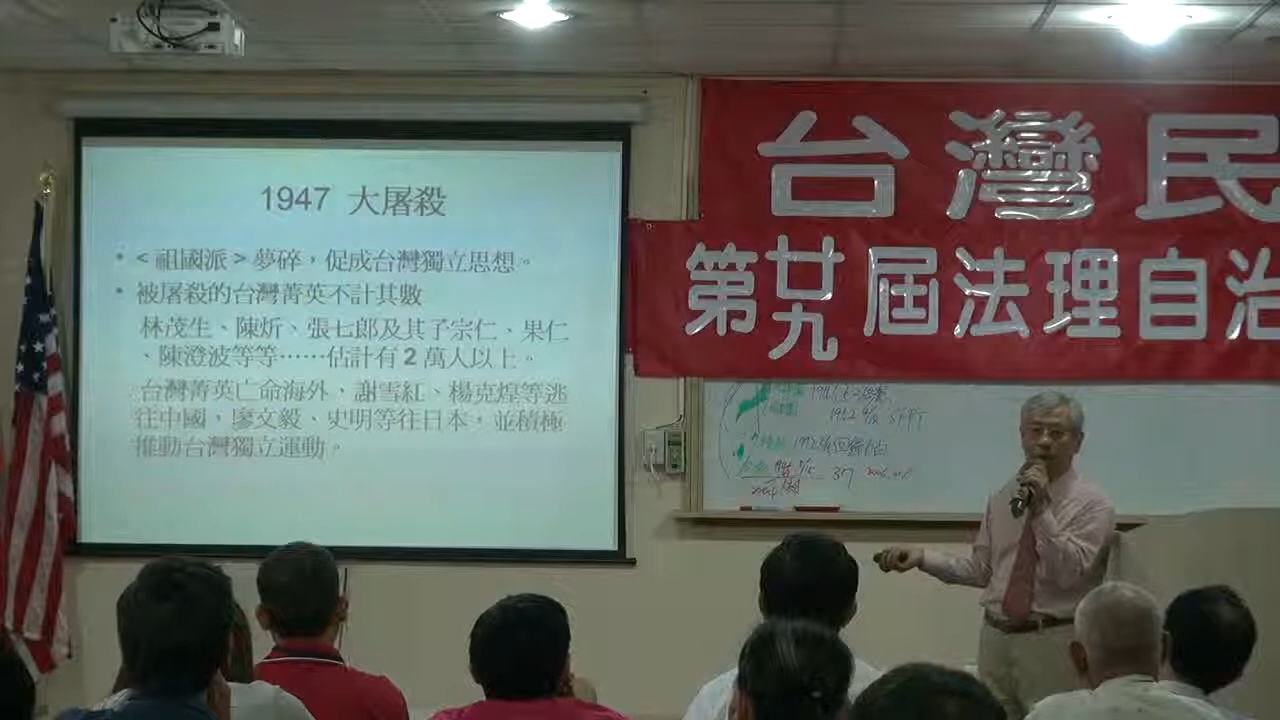 1947 大屠殺
• <祖國派>夢碎，促成台灣獨立思想。
• 被屠殺的台灣菁英不計其數
林茂生、陳炘、張七郎及其子宗仁、果仁
、陳澄波等等……估計有2萬人以上。
台灣菁英亡命海外，謝雪紅、楊克煌等逃
往中國，廖文毅、史明等往日本，並積極
推動台灣獨立運動。
台灣民
第廿九屆法理自治